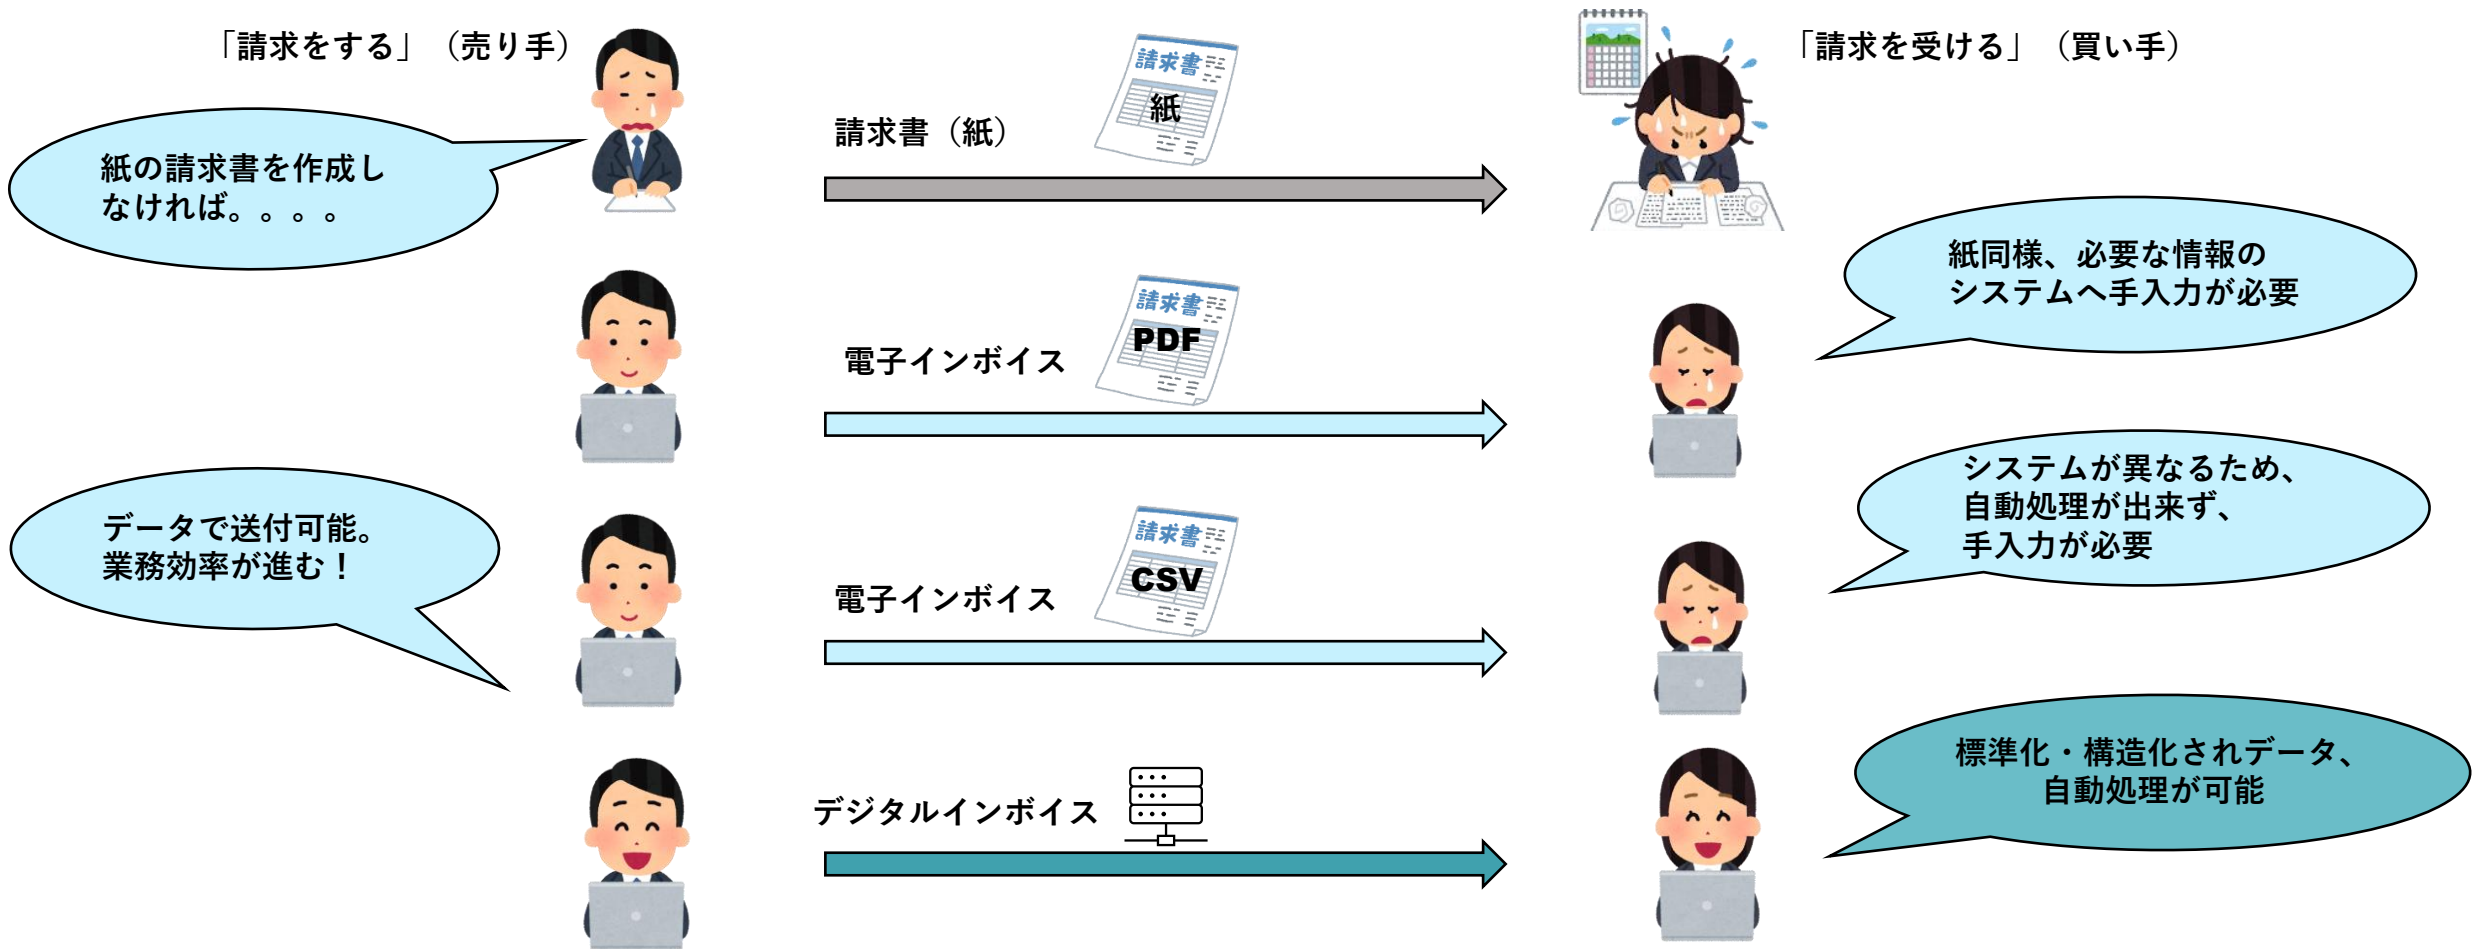 「請求をする」（売り手）
「請求を受ける」（買い手）
紙の請求書を作成し
なければ。。。。
請求書（紙）
請求書
紙
紙同様、必要な情報の
システムへ手入力が必要
電子インボイス
請求書
PDF
データで送付可能。
業務効率が進む！
電子インボイス
請求書
CSV
システムが異なるため、
自動処理が出来ず、
手入力が必要
デジタルインボイス
標準化・構造化されデータ、
自動処理が可能